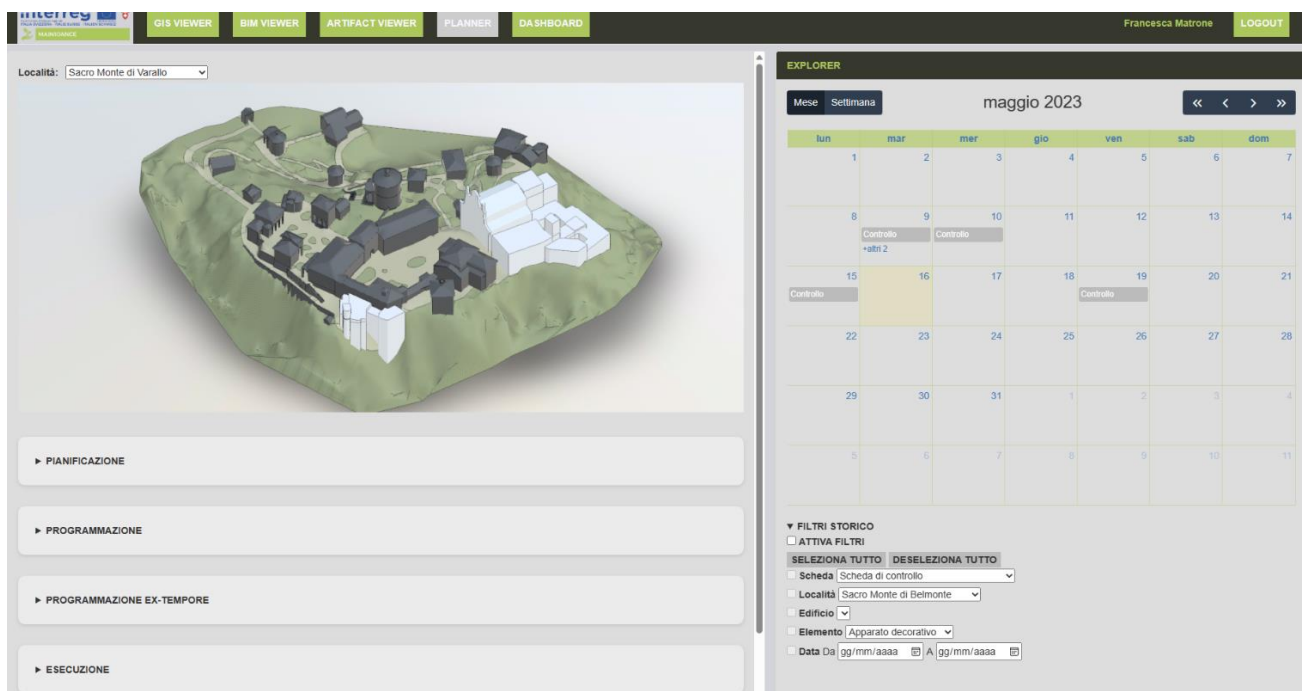 Interreg
MAIN10ANCE
GIS VIEWER
BIM VIEWER
ARTIFACT VIEWER
PLANNER
DASHBOARD
Francesca Matrone
LOGOUT
Località: Sacro Monte di Varallo
► PIANIFICAZIONE
► PROGRAMMAZIONE
► PROGRAMMAZIONE EX-TEMPORE
► ESECUZIONE
EXPLORER
Mese Settimana
maggio 2023
« < > »
lun mar mer gio ven sab dom
1 2 3 4 5 6 7
8 9 10 11 12 13 14
Controllo Controllo
+altri 2
15 16 17 18 19 20 21
Controllo Controllo
22 23 24 25 26 27 28
29 30 31 1 2 3 4
5 6 7 8 9 10 11
▼ FILTRI STORICO
ATTIVA FILTRI
SELEZIONA TUTTO DESELEZIONA TUTTO
Scheda Scheda di controllo
Località Sacro Monte di Belmonte
Edificio
Elemento Apparato decorativo
Data Da gg/mm/aaaa A gg/mm/aaaa